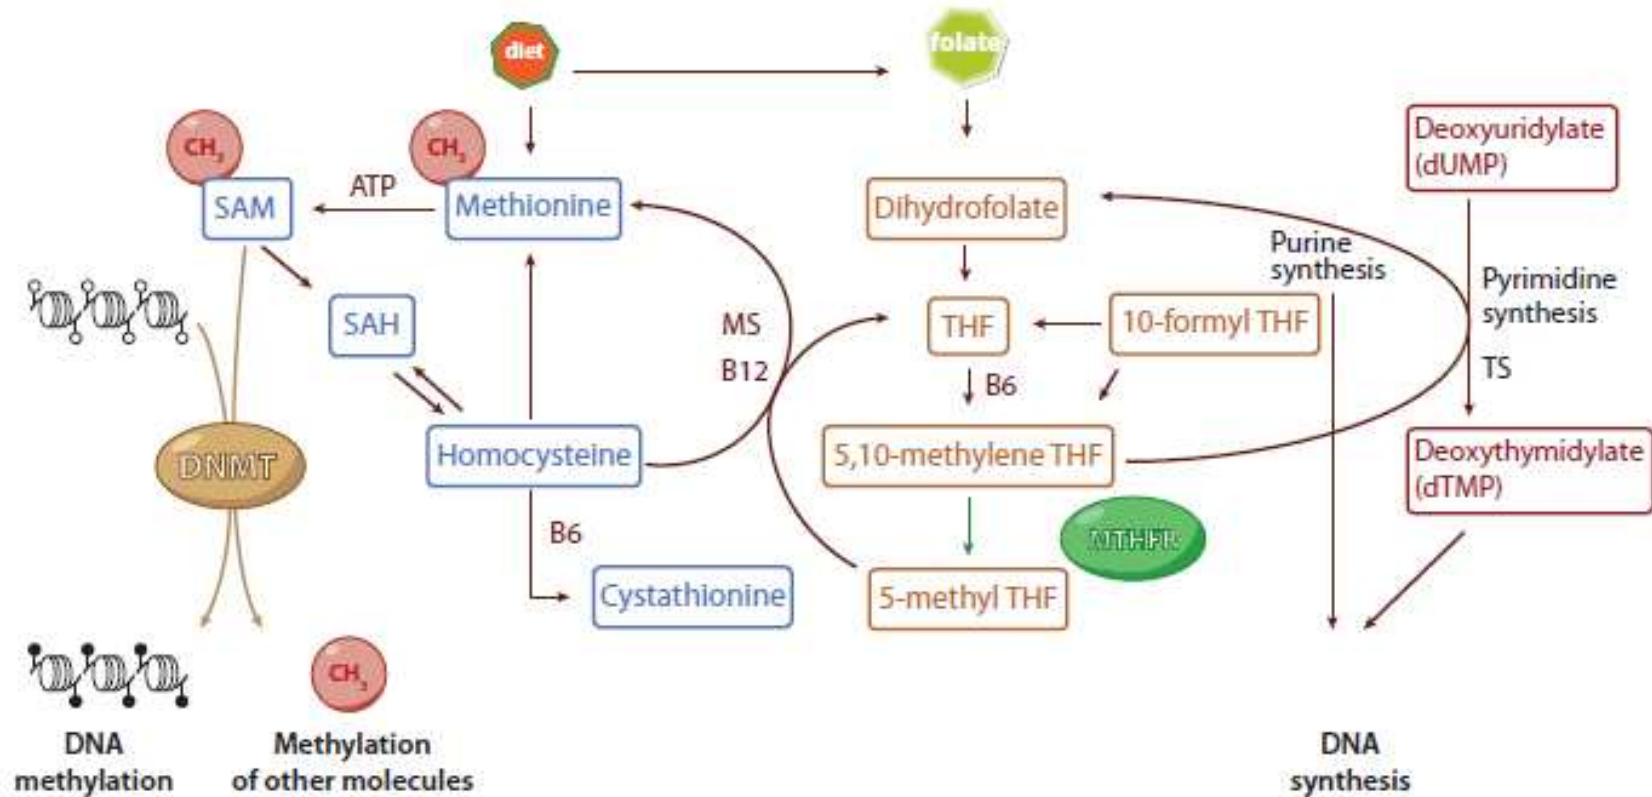 diet
folate
CH3
CH3
Deoxyuridylate
(dUMP)
SAM
ATP
Methionine
Dihydrofolate
Purine
synthesis
Pyrimidine
synthesis
SAH
MS
THF
10-formyl THF
B12
B6
TS
DNMT
Homocysteine
5,10-methylene THF
Deoxythymidylate
(dTMP)
B6
MTHFR
Cystathionine
5-methyl THF
CH3
DNA
methylation
Methylation
of other molecules
DNA
synthesis